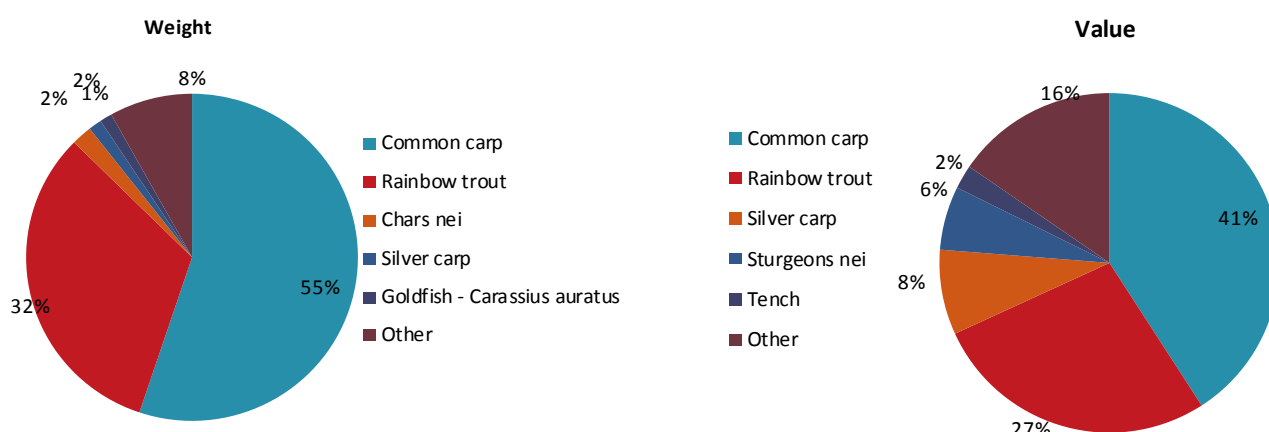 Weight
2%
2%
1%
8%
32%
55%
Common carp
Rainbow trout
Chars nei
Silver carp
Goldfish - Carassius auratus
Other
Value
Common carp
Rainbow trout
Silver carp
Sturgeons nei
Tench
Other
16%
2%
6%
8%
41%
27%